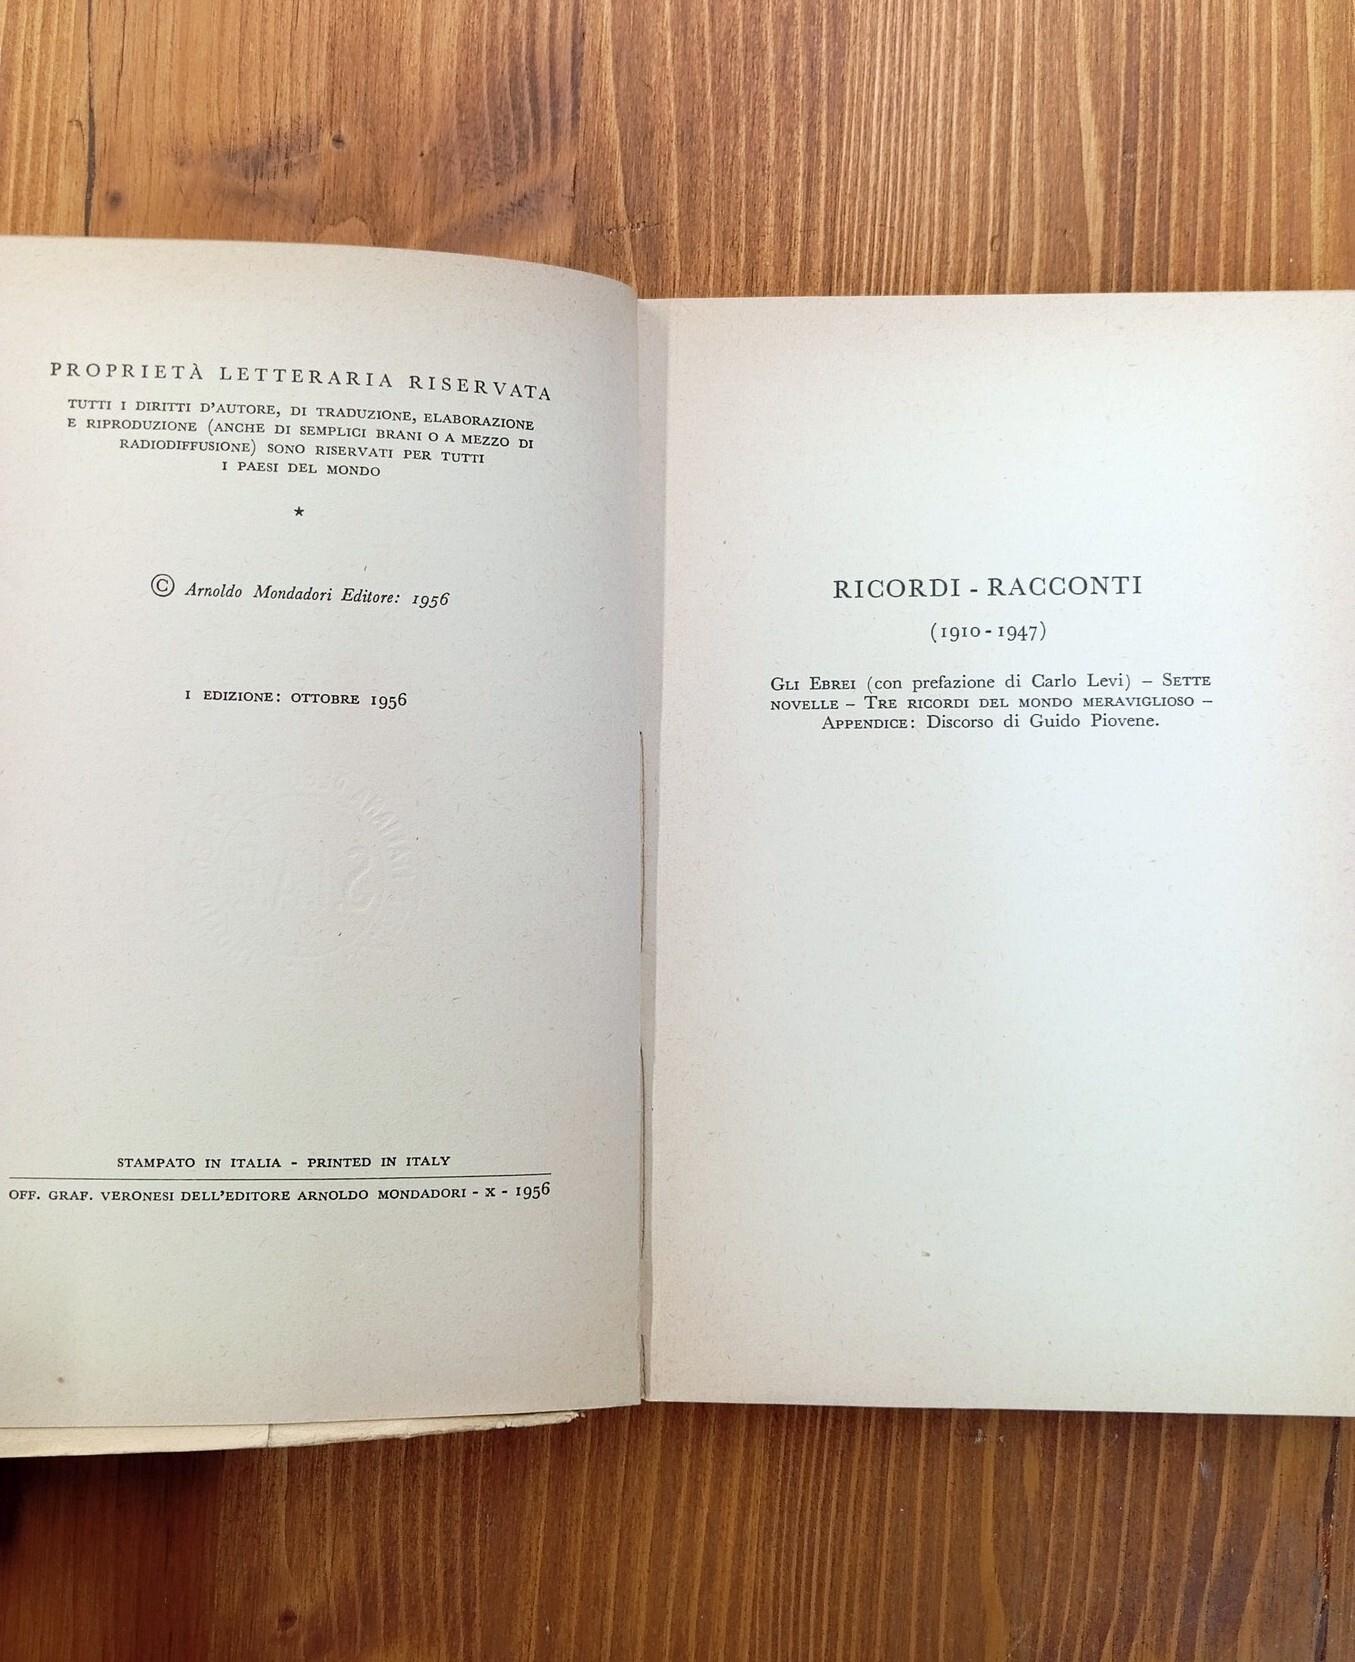 PROPRIETÀ LETTERARIA RISERVATA
TUTTI I DIRITTI D'AUTORE, DI TRADUZIONE, ELABORAZIONE
E RIPRODUZIONE (ANCHE DI SEMPLICI BRANI O A MEZZO DI
RADIODIFFUSIONE) SONO RISERVATI PER TUTTI
I PAESI DEL MONDO
★
© Arnoldo Mondadori Editore: 1956
I EDIZIONE: OTTOBRE 1956
STAMPATO IN ITALIA - PRINTED IN ITALY
OFF. GRAF. VERONESI DELL'EDITORE ARNOLDO MONDADORI - X - 1956
RICORDI - RACCONTI
(1910-1947)
GLI EBREI (con prefazione di Carlo Levi) – SETTE
NOVELLE – TRE RICORDI DEL MONDO MERAVIGLIOSO –
APPENDICE: Discorso di Guido Piovene.